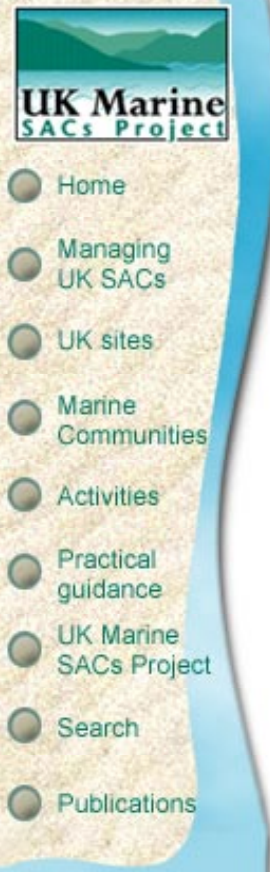 UK Marine
SACs Project
Home
Managing
UK SACs
UK sites
Marine
Communities
Activities
Practical
guidance
UK Marine
SACs Project
Search
Publications